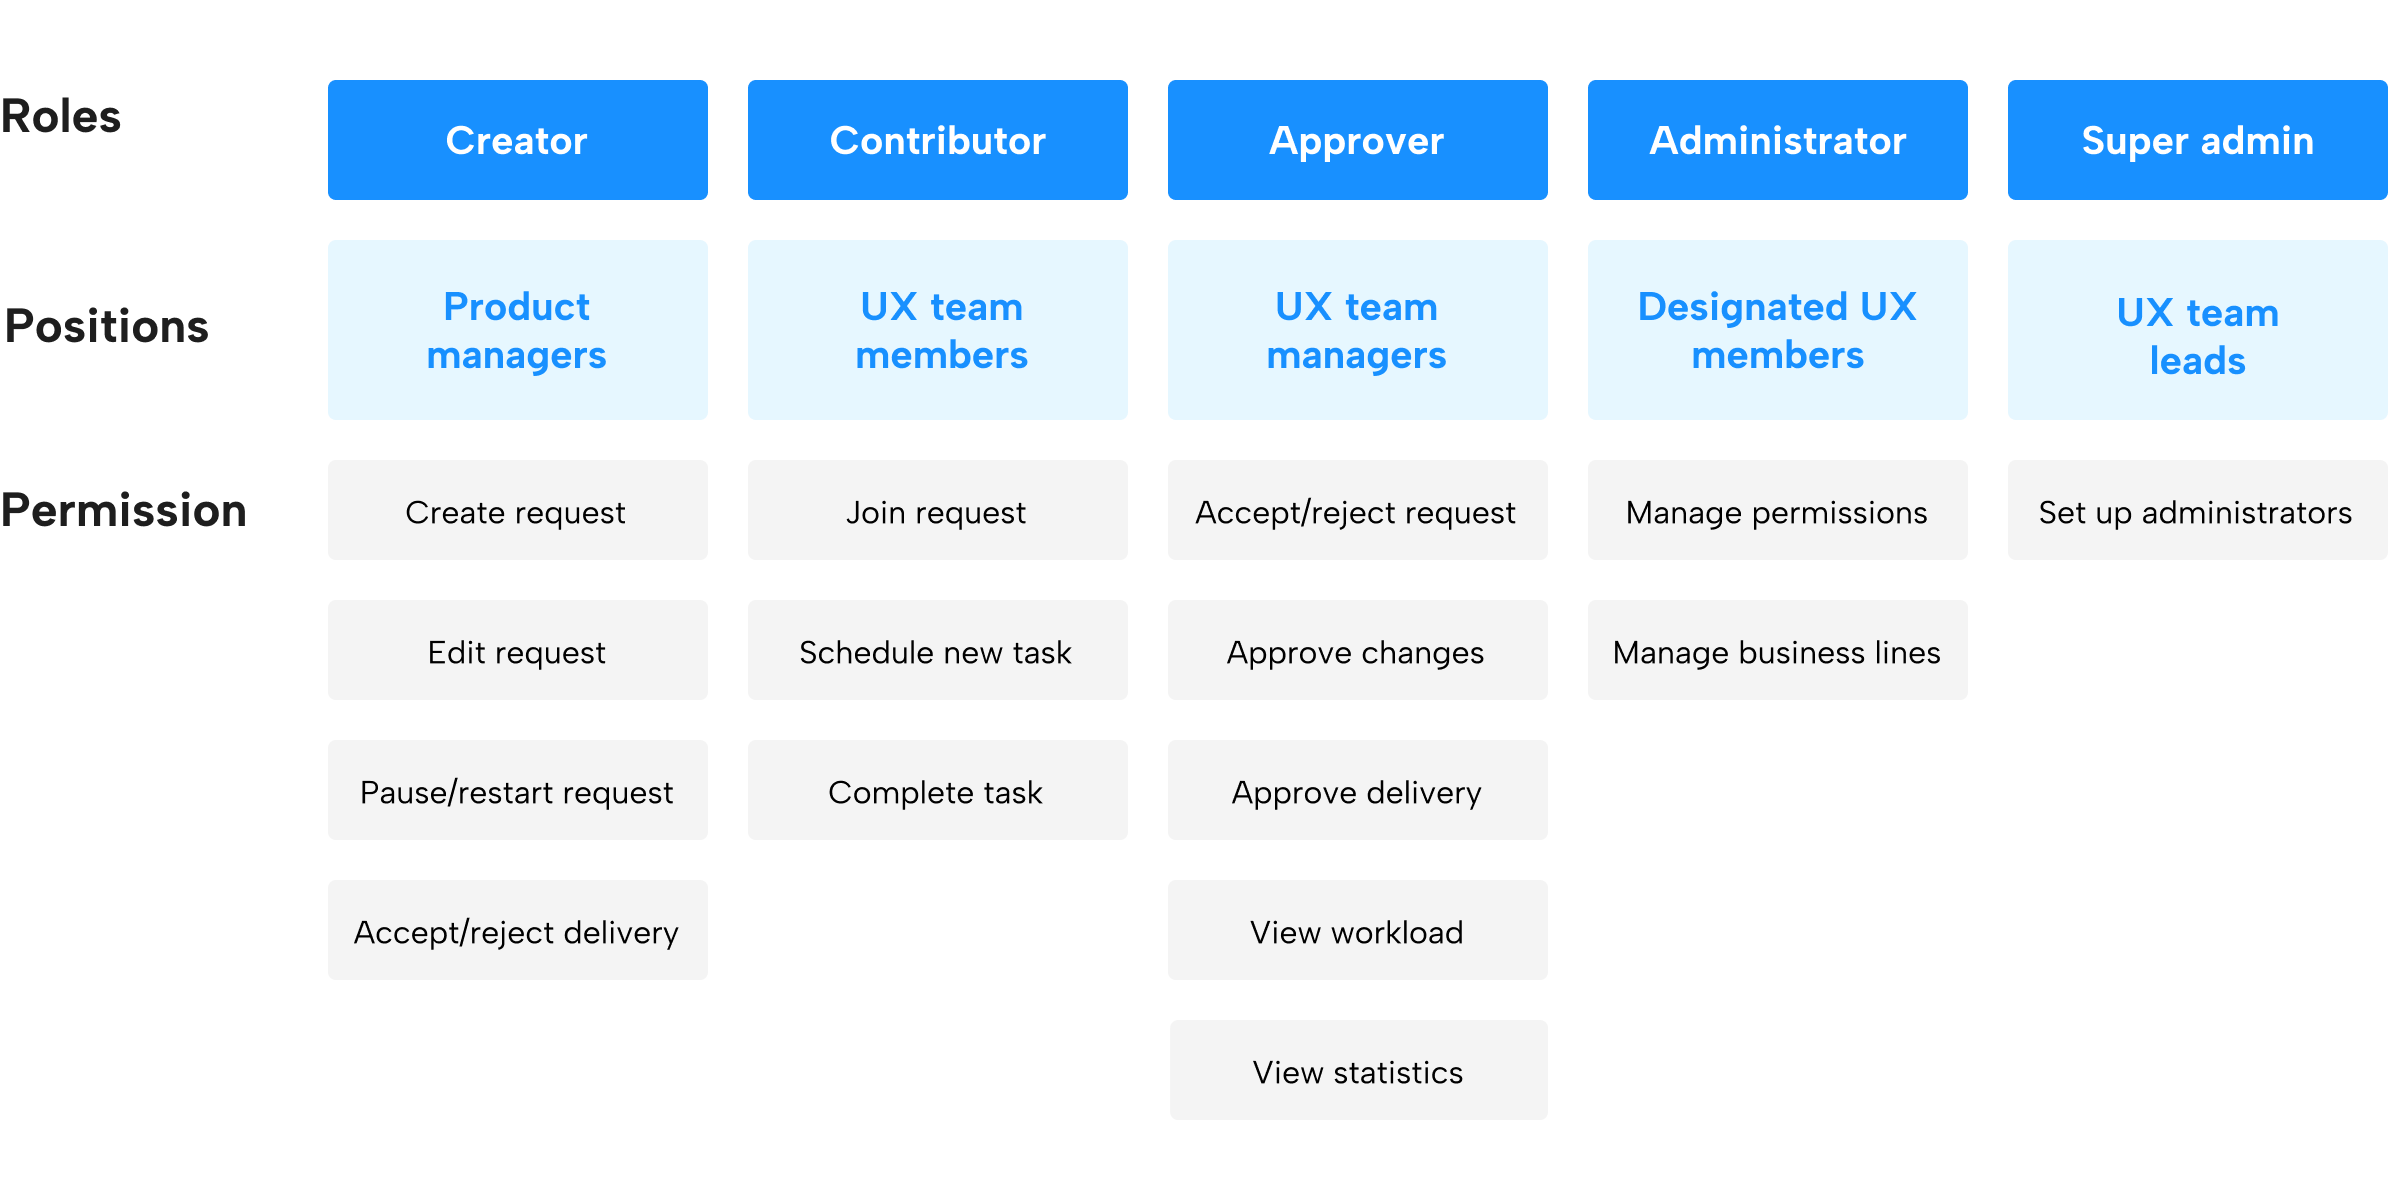 Roles
Creator
Contributor
Approver
Administrator
Super admin
Positions
Product
managers
UX team
members
UX team
managers
Designated UX
members
UX team
leads
Permission
Create request
Join request
Accept/reject request
Manage permissions
Set up administrators
Edit request
Schedule new task
Approve changes
Manage business lines
Pause/restart request
Complete task
Approve delivery
Accept/reject delivery
View workload
View statistics